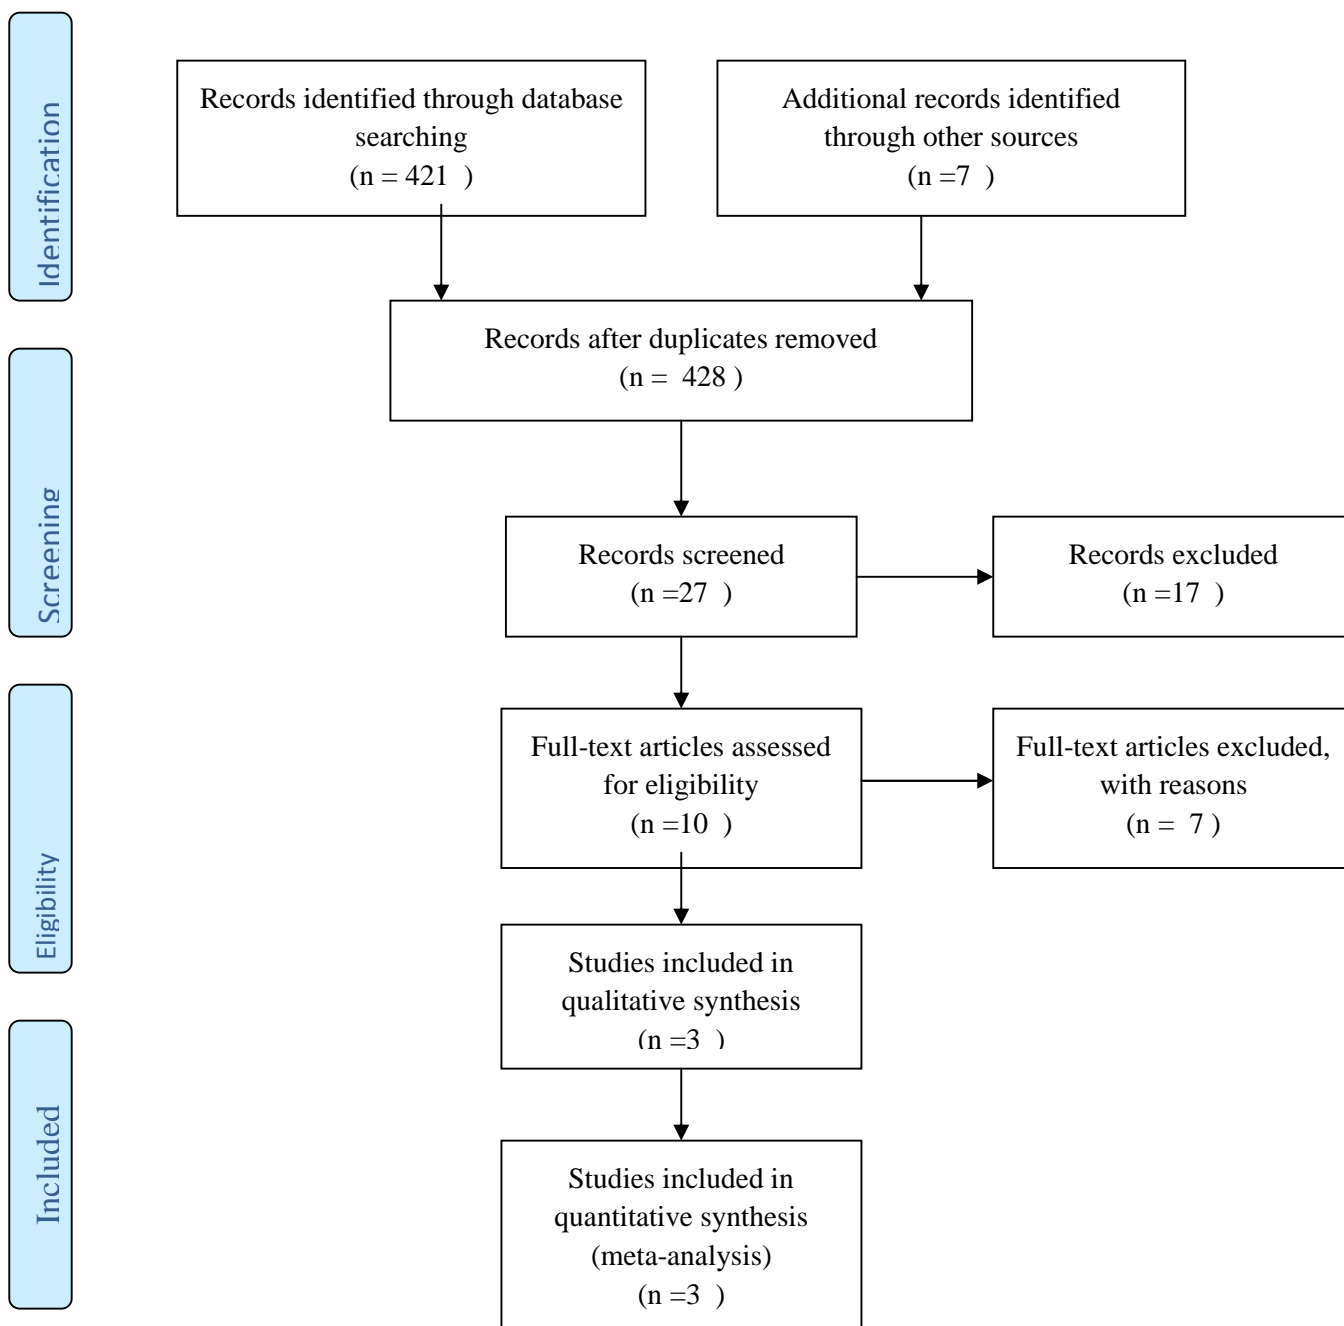 Identification
Records identified through database
searching
(n = 421  )
Additional records identified
through other sources
(n =7  )
Records after duplicates removed
(n =  428 )
Screening
Records screened
(n =27  )
Records excluded
(n =17  )
Eligibility
Full-text articles assessed
for eligibility
(n =10  )
Full-text articles excluded,
with reasons
(n =  7 )
Studies included in
qualitative synthesis
(n =3  )
Included
Studies included in
quantitative synthesis
(meta-analysis)
(n =3  )